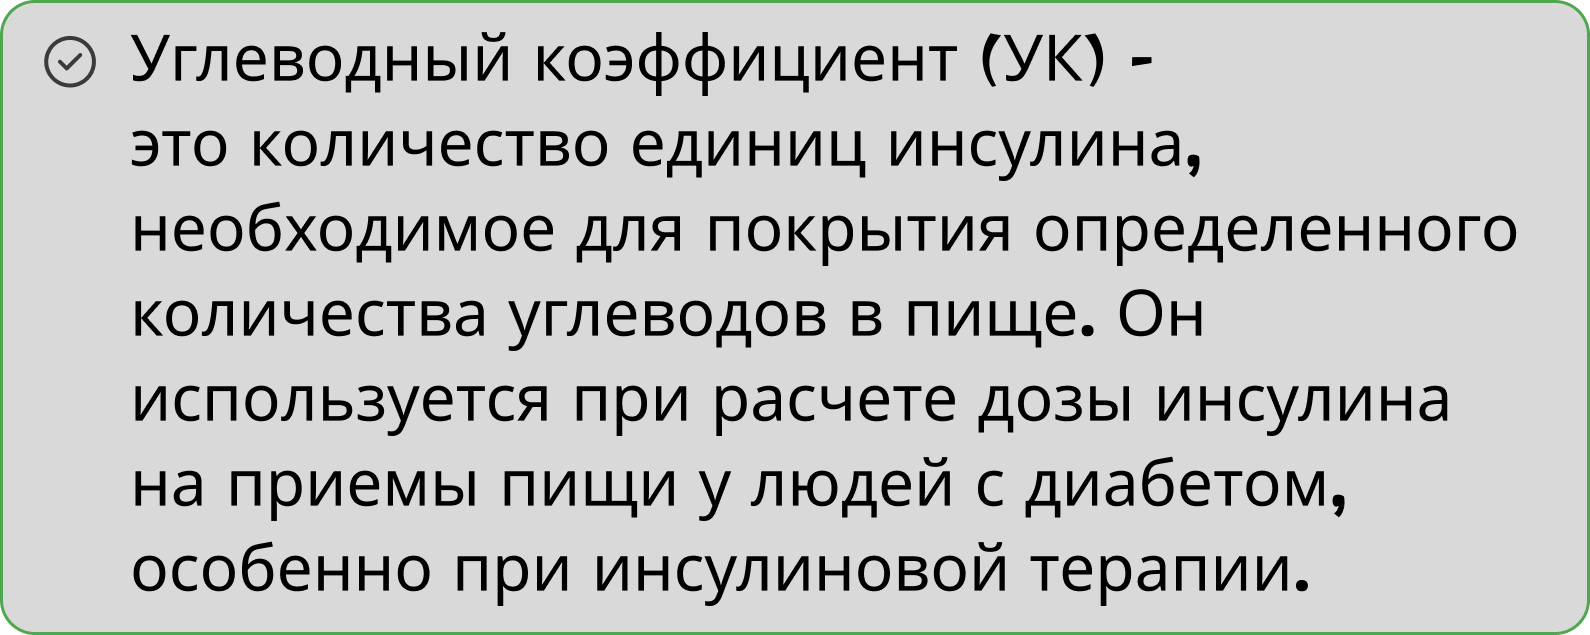 Углеводный коэффициент (УК) -
это количество единиц инсулина,
необходимое для покрытия определенного
количества углеводов в пище. Он
используется при расчете дозы инсулина
на приемы пищи у людей с диабетом,
особенно при инсулиновой терапии.